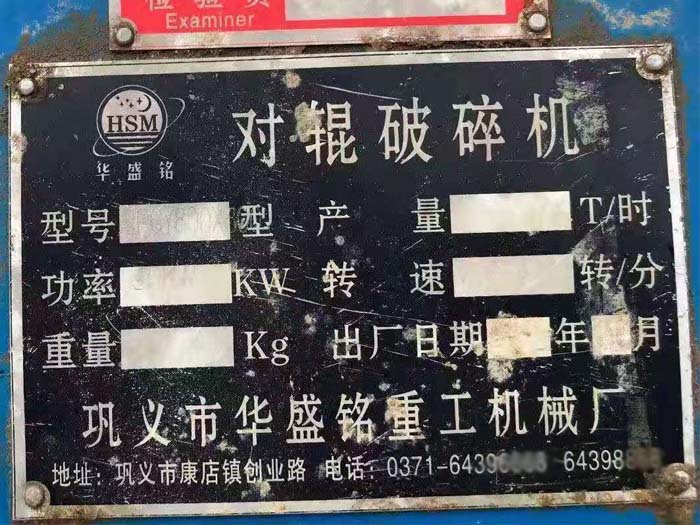 检验员
Examiner
HSM
华盛铭
对辊破碎机
型号 型 产量 T/时
功率 KW 转速 转/分
重量 Kg 出厂日期 年 月
巩义市华盛铭重工机械厂
地址：巩义市康店镇创业路 电话：0371-6439 64398